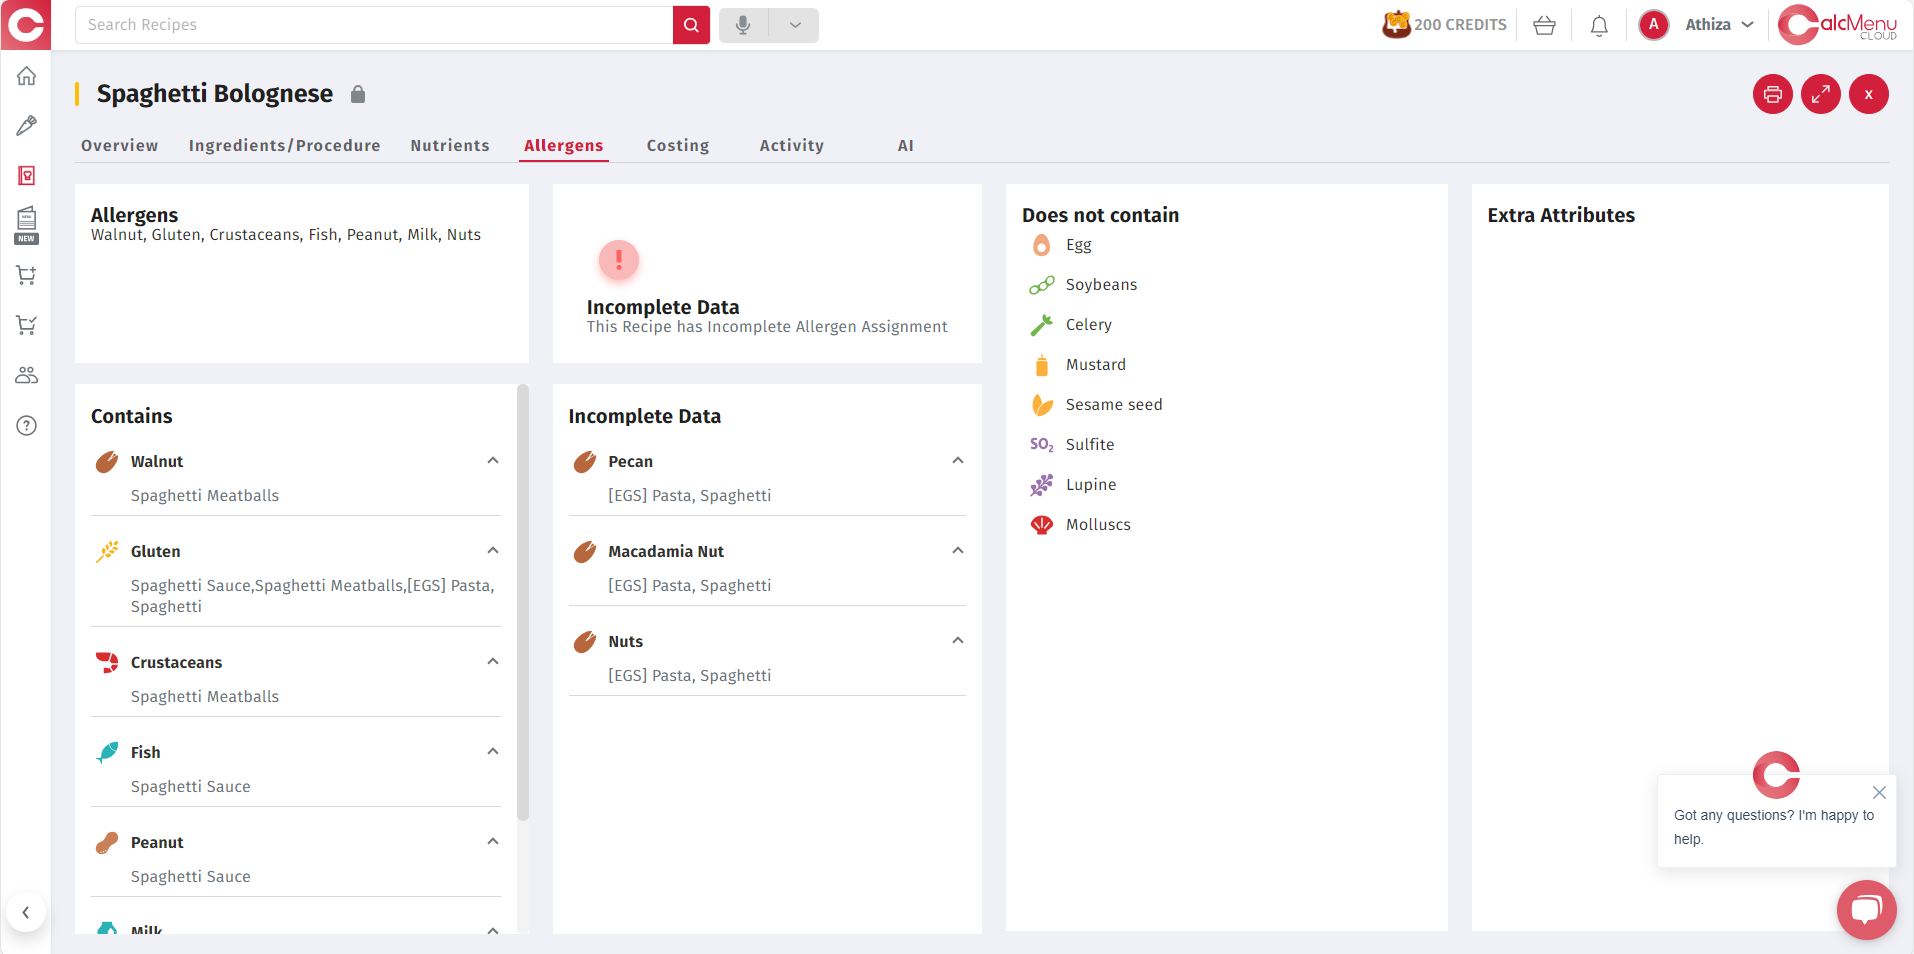 Search Recipes
200 CREDITS
A
Athiza
CalcMenu
CLOUD
Spaghetti Bolognese
x
Overview
Ingredients/Procedure
Nutrients
Allergens
Costing
Activity
AI
MENU
NEW
Allergens
Walnut, Gluten, Crustaceans, Fish, Peanut, Milk, Nuts
!
Incomplete Data
This Recipe has Incomplete Allergen Assignment
Contains
Walnut
Spaghetti Meatballs
Gluten
Spaghetti Sauce,Spaghetti Meatballs,[EGS] Pasta,
Spaghetti
Crustaceans
Spaghetti Meatballs
Fish
Spaghetti Sauce
Peanut
Spaghetti Sauce
Milk
Incomplete Data
Pecan
[EGS] Pasta, Spaghetti
Macadamia Nut
[EGS] Pasta, Spaghetti
Nuts
[EGS] Pasta, Spaghetti
Does not contain
Egg
Soybeans
Celery
Mustard
Sesame seed
SO₂ Sulfite
Lupine
Molluscs
Extra Attributes
Got any questions? I'm happy to
help.